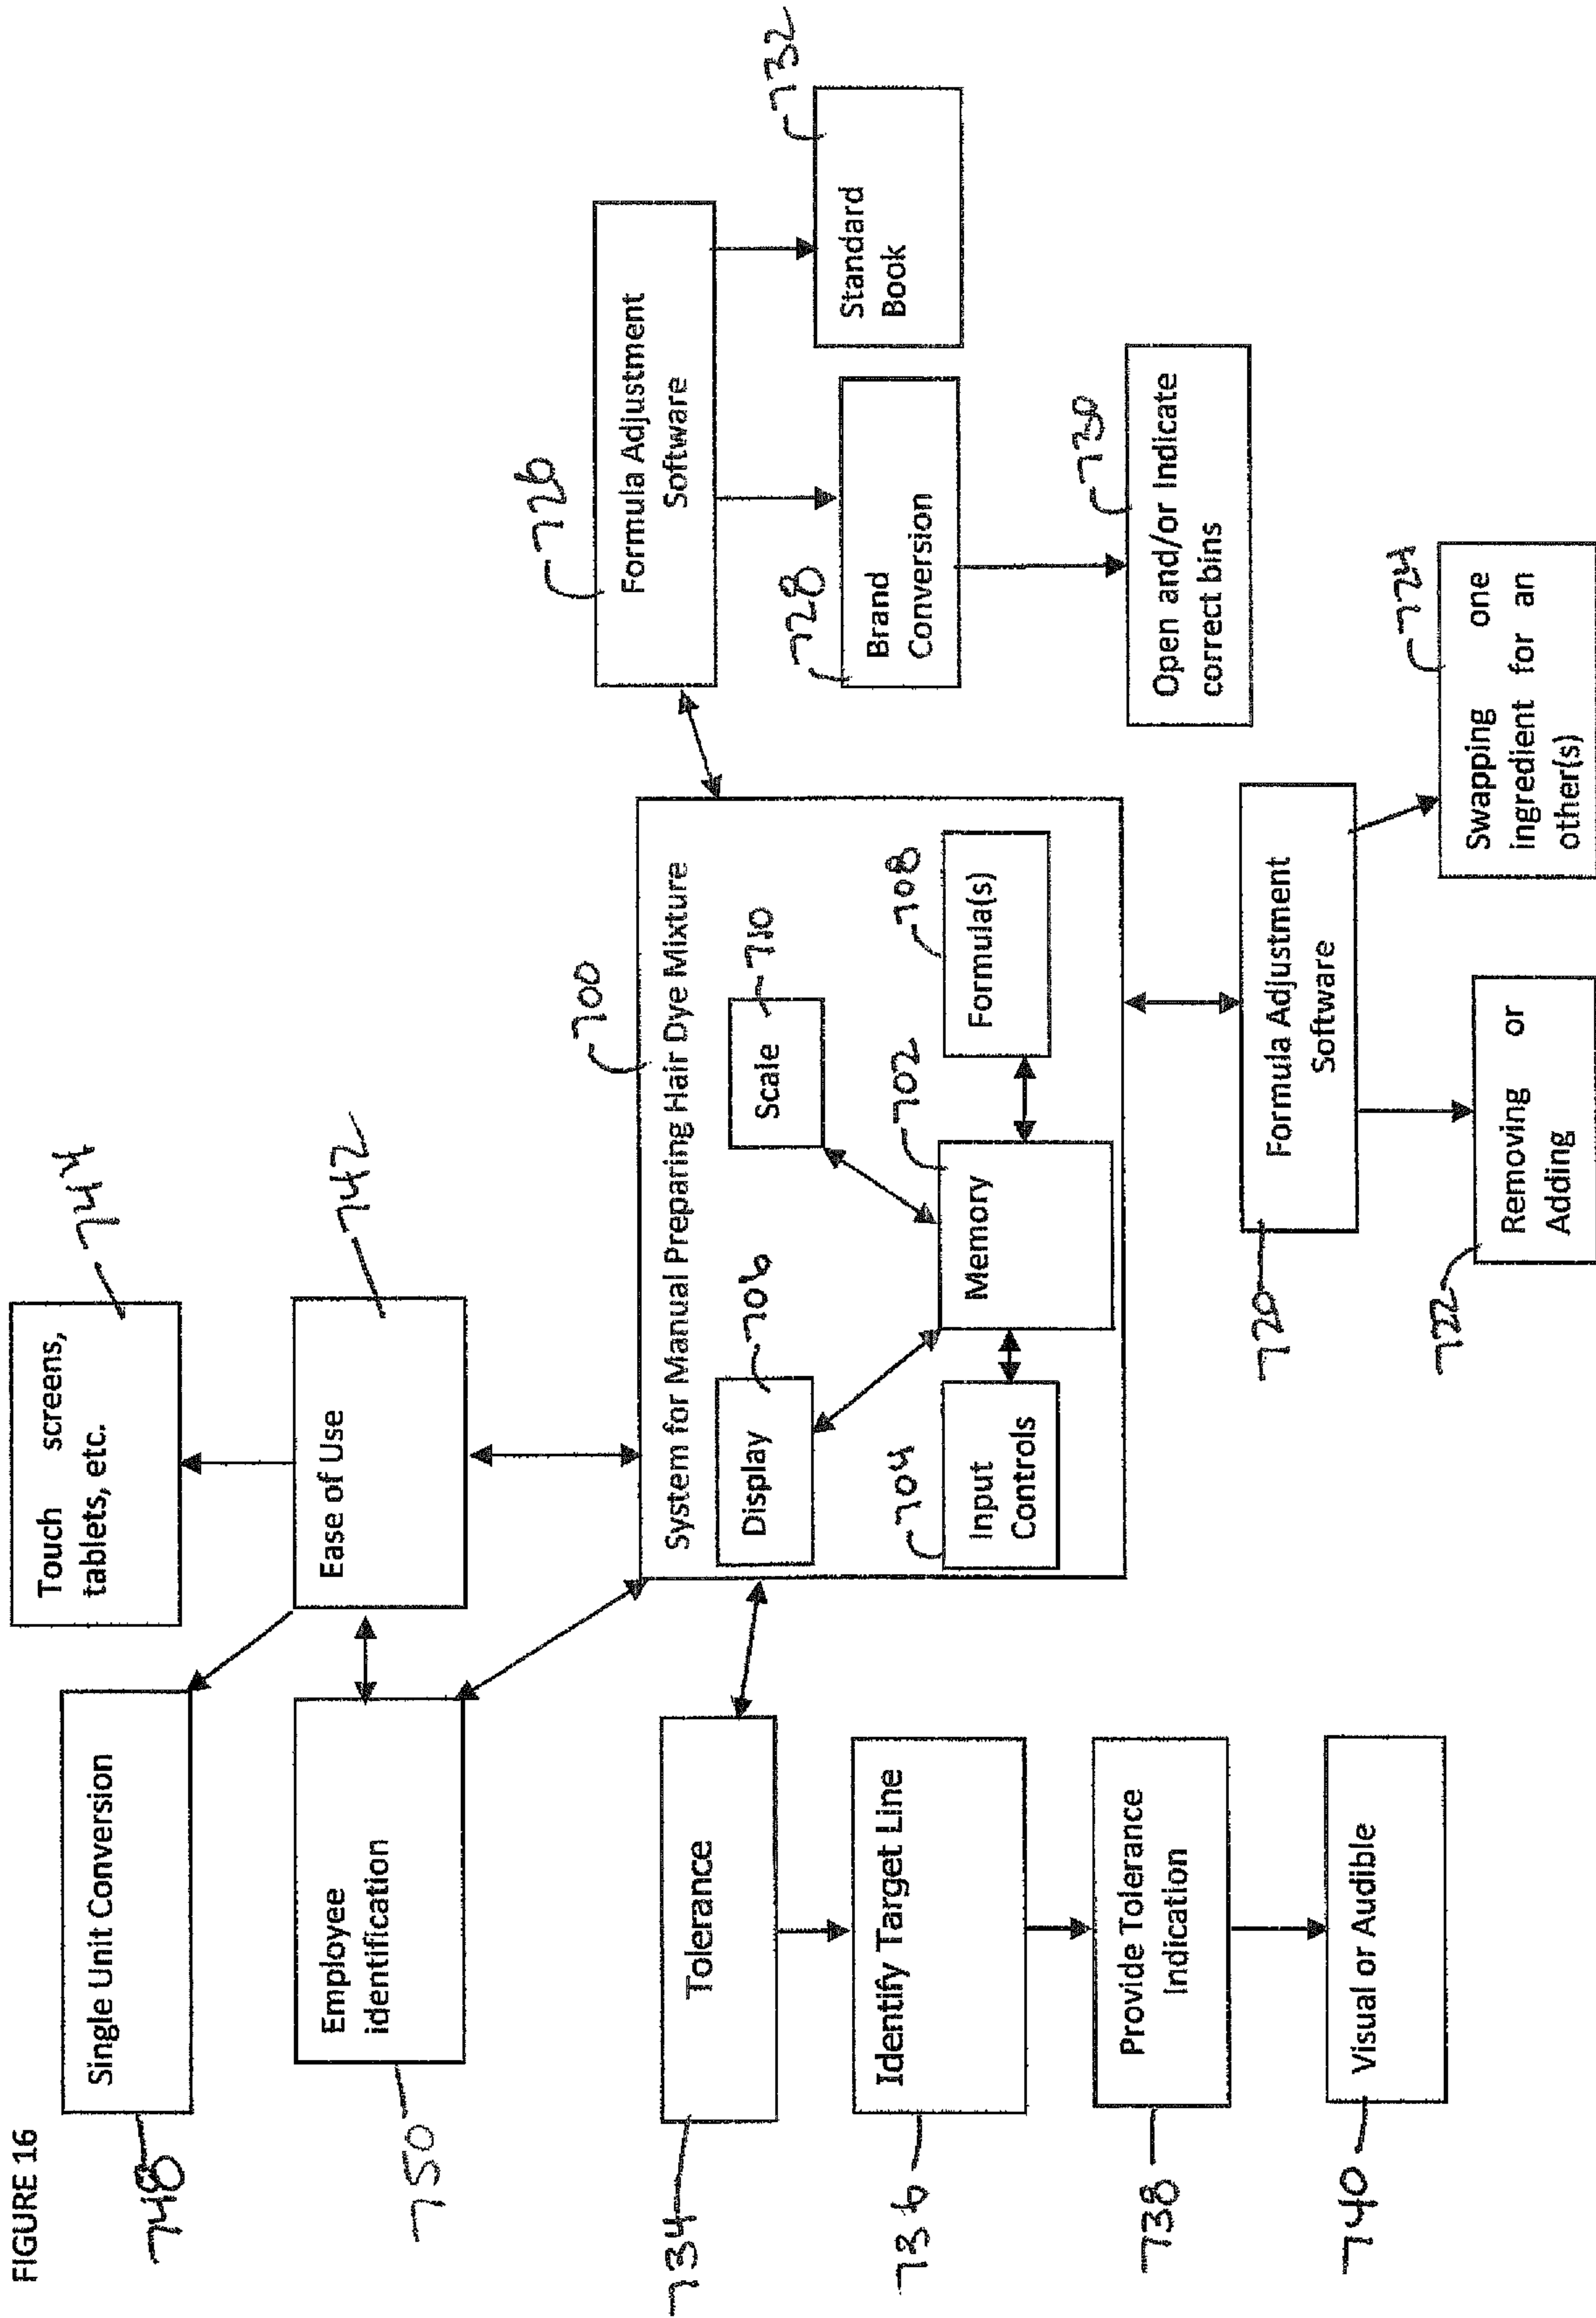 FIGURE 16
748
Single Unit Conversion
Touch screens,
tablets, etc.
744
750
Employee
identification
Ease of Use
742
734
Tolerance
736
Identify Target Line
738
Provide Tolerance
Indication
740
Visual or Audible
700
System for Manual Preparing Hair Dye Mixture
Display
706
Scale
710
704
Input
Controls
Memory
702
Formula(s)
708
726
Formula Adjustment
Software
728
Brand
Conversion
Standard
Book
732
730
Open and/or Indicate
correct bins
720
Formula Adjustment
Software
722
Removing or
Adding
724
Swapping one
ingredient for an
other(s)